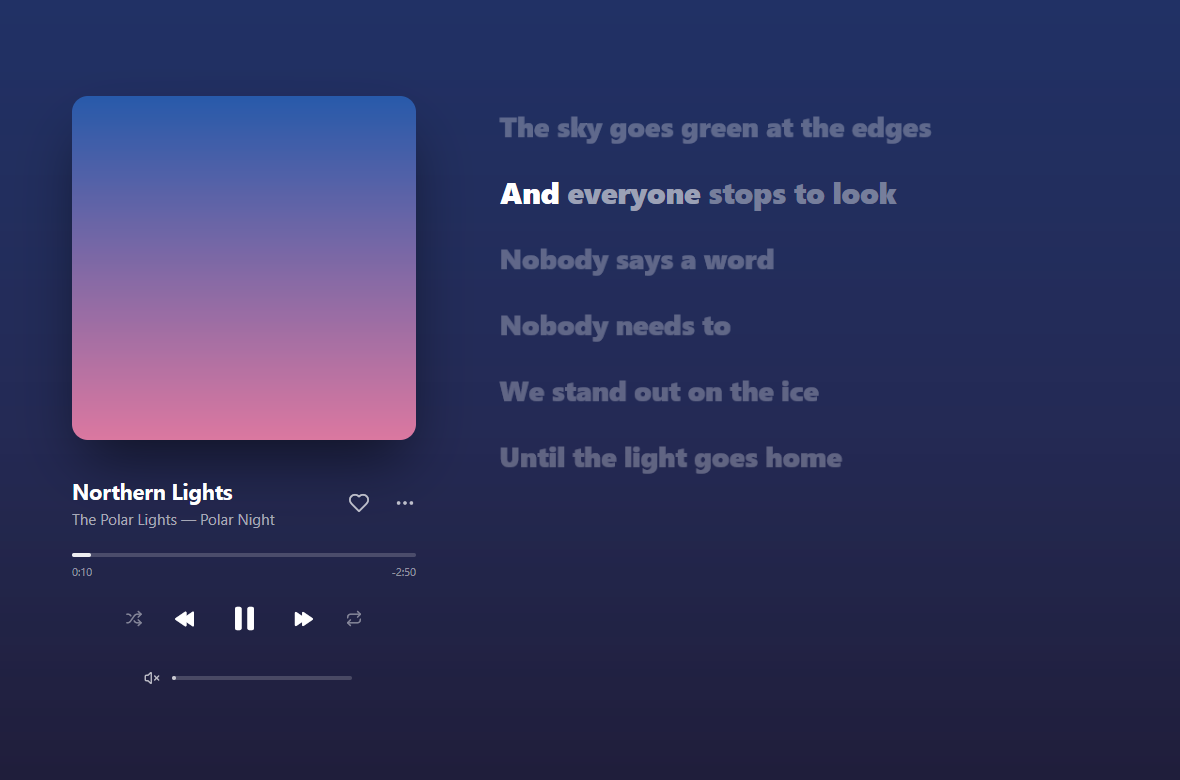 The sky goes green at the edges
And everyone stops to look
Nobody says a word
Nobody needs to
We stand out on the ice
Until the light goes home
Northern Lights
The Polar Lights — Polar Night
0:10
-2:50